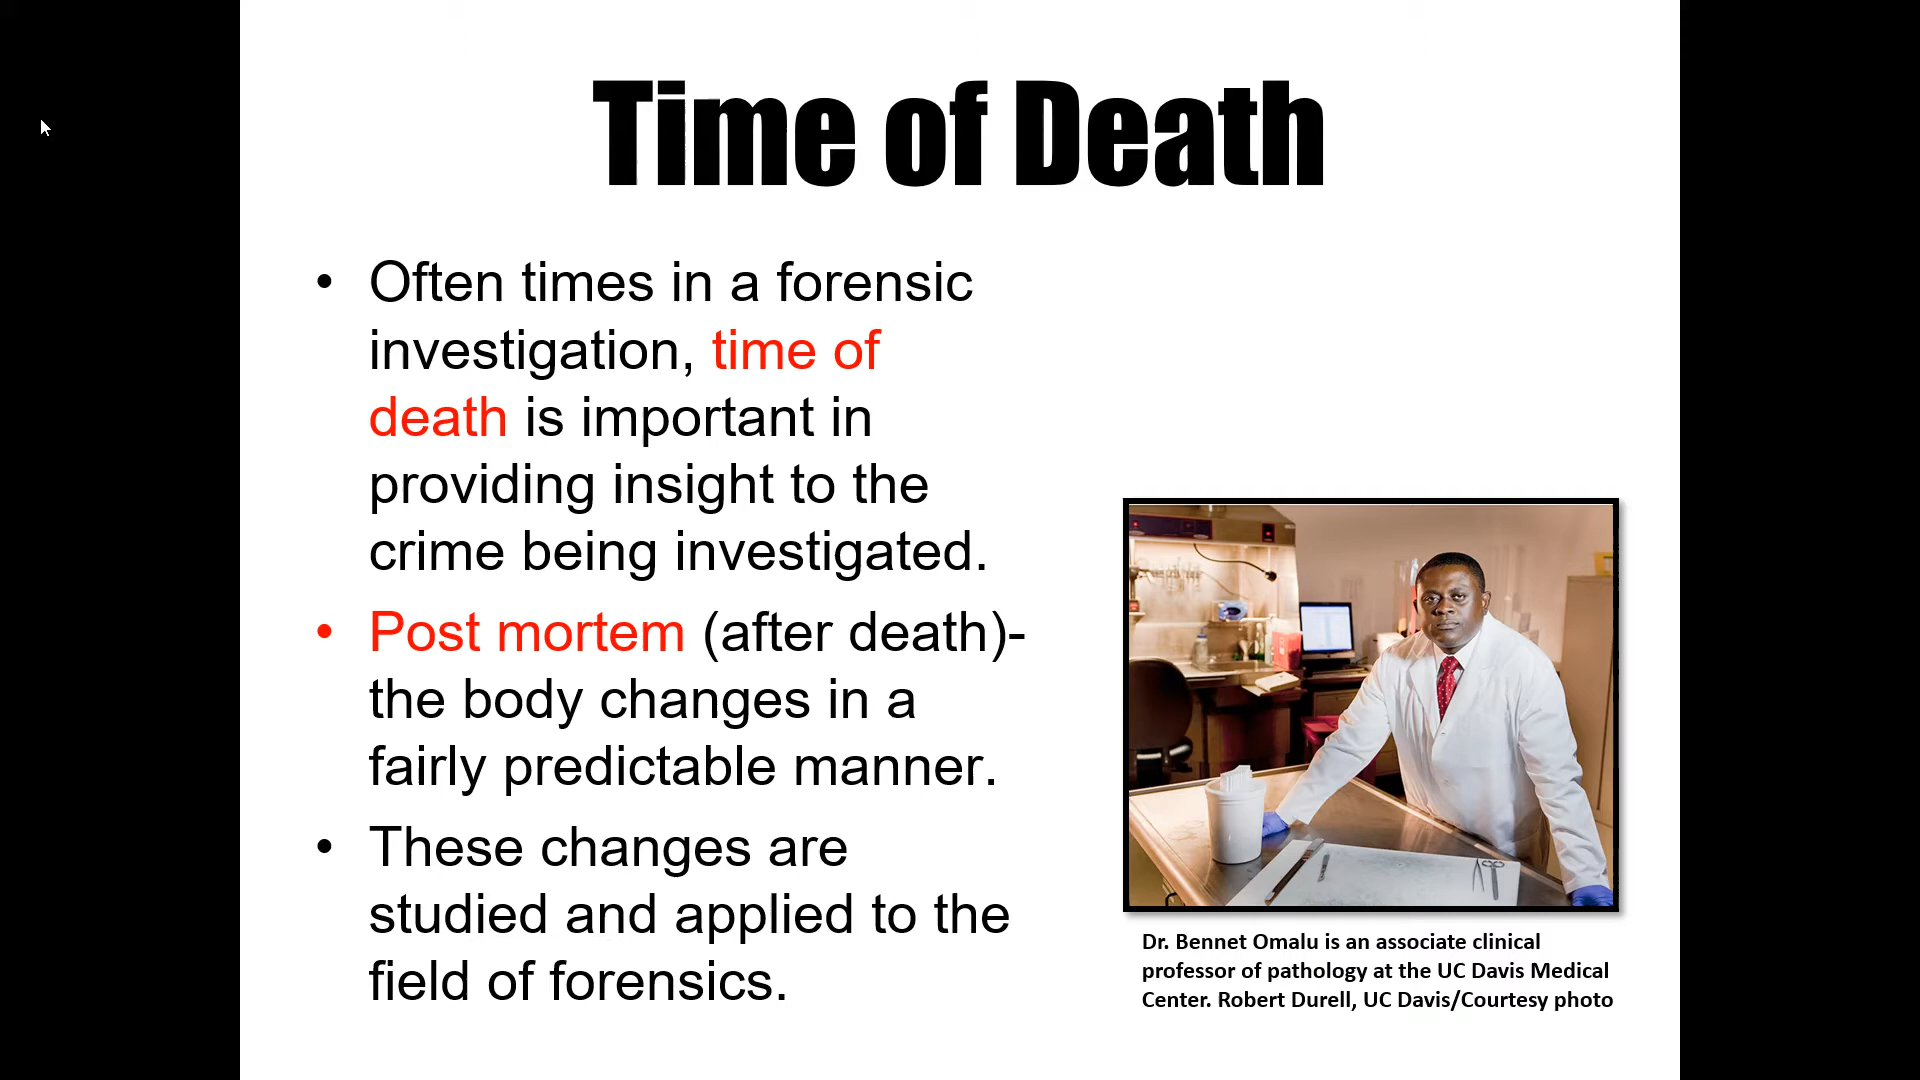 Time of Death
• Often times in a forensic
investigation, time of
death is important in
providing insight to the
crime being investigated.
• Post mortem (after death)-
the body changes in a
fairly predictable manner.
• These changes are
studied and applied to the
field of forensics.
Dr. Bennet Omalu is an associate clinical
professor of pathology at the UC Davis Medical
Center. Robert Durell, UC Davis/Courtesy photo